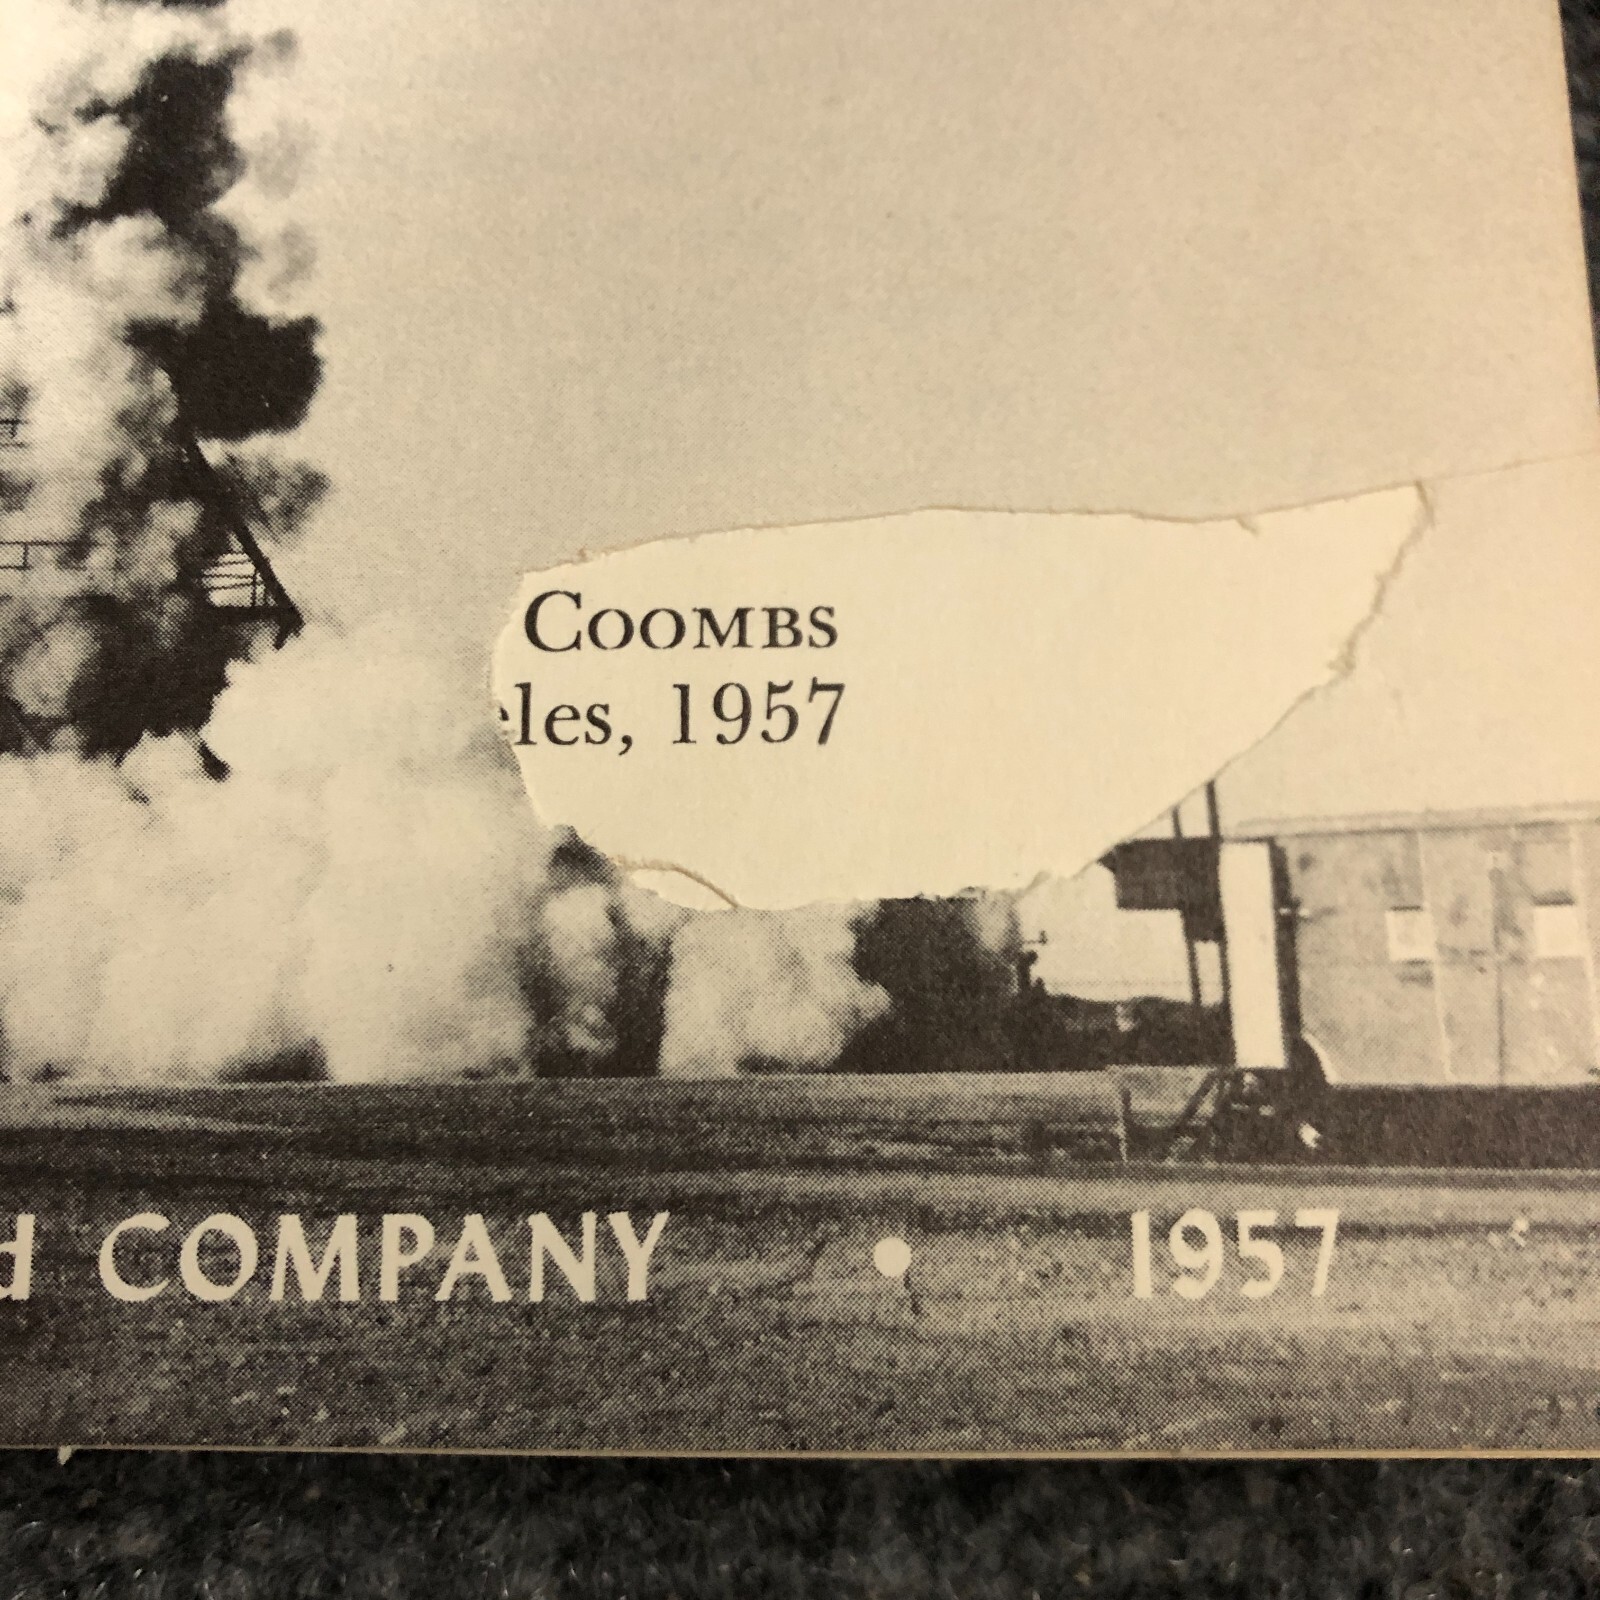 COOMBS
eles, 1957
d COMPANY • 1957